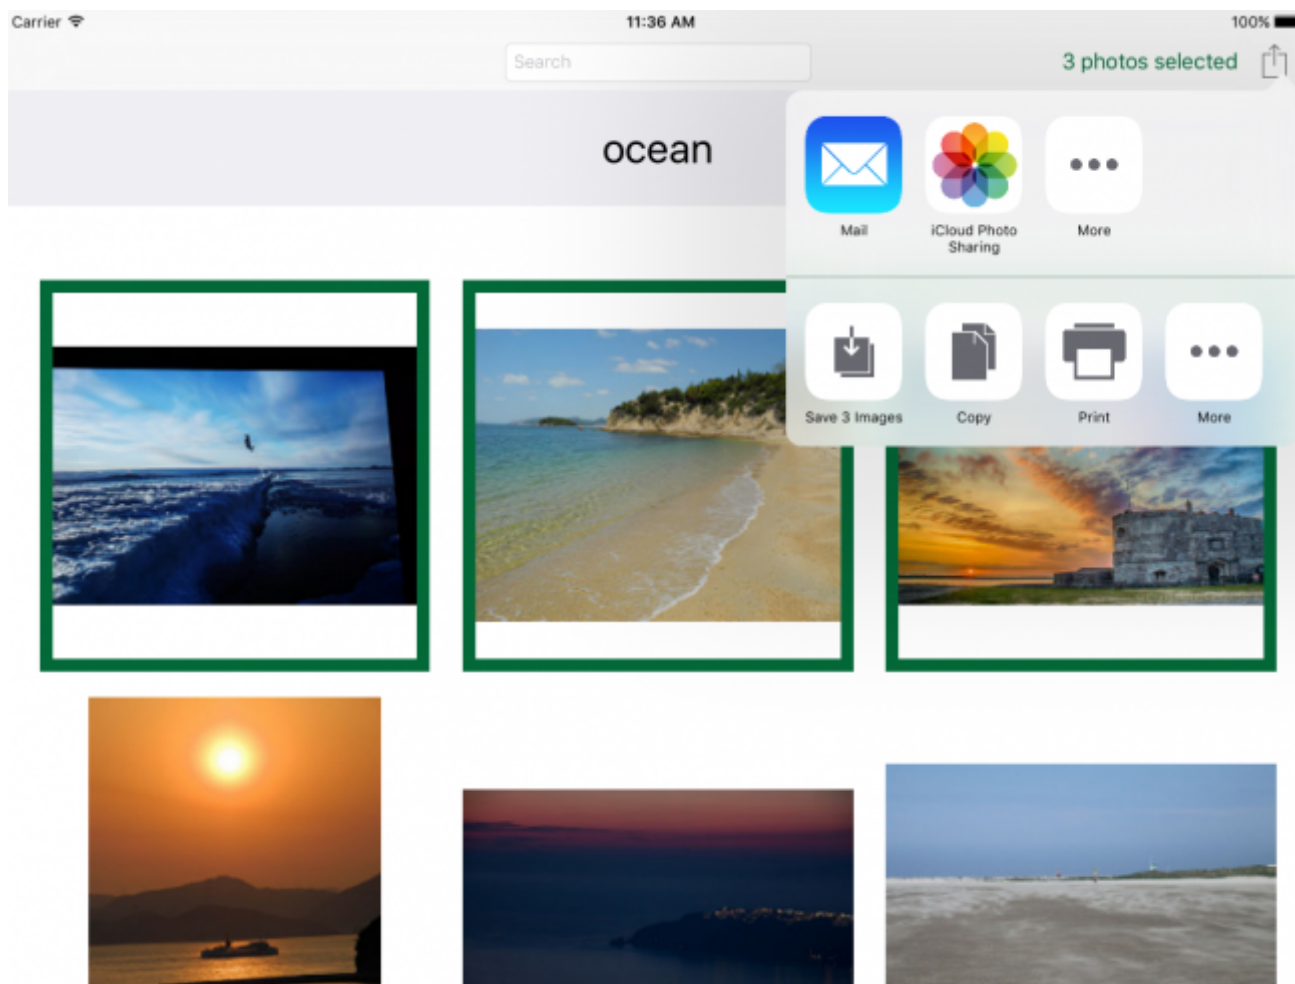 Carrier
11:36 AM
100%
Search
3 photos selected
ocean
Mail
iCloud Photo
Sharing
More
Save 3 Images
Copy
Print
More